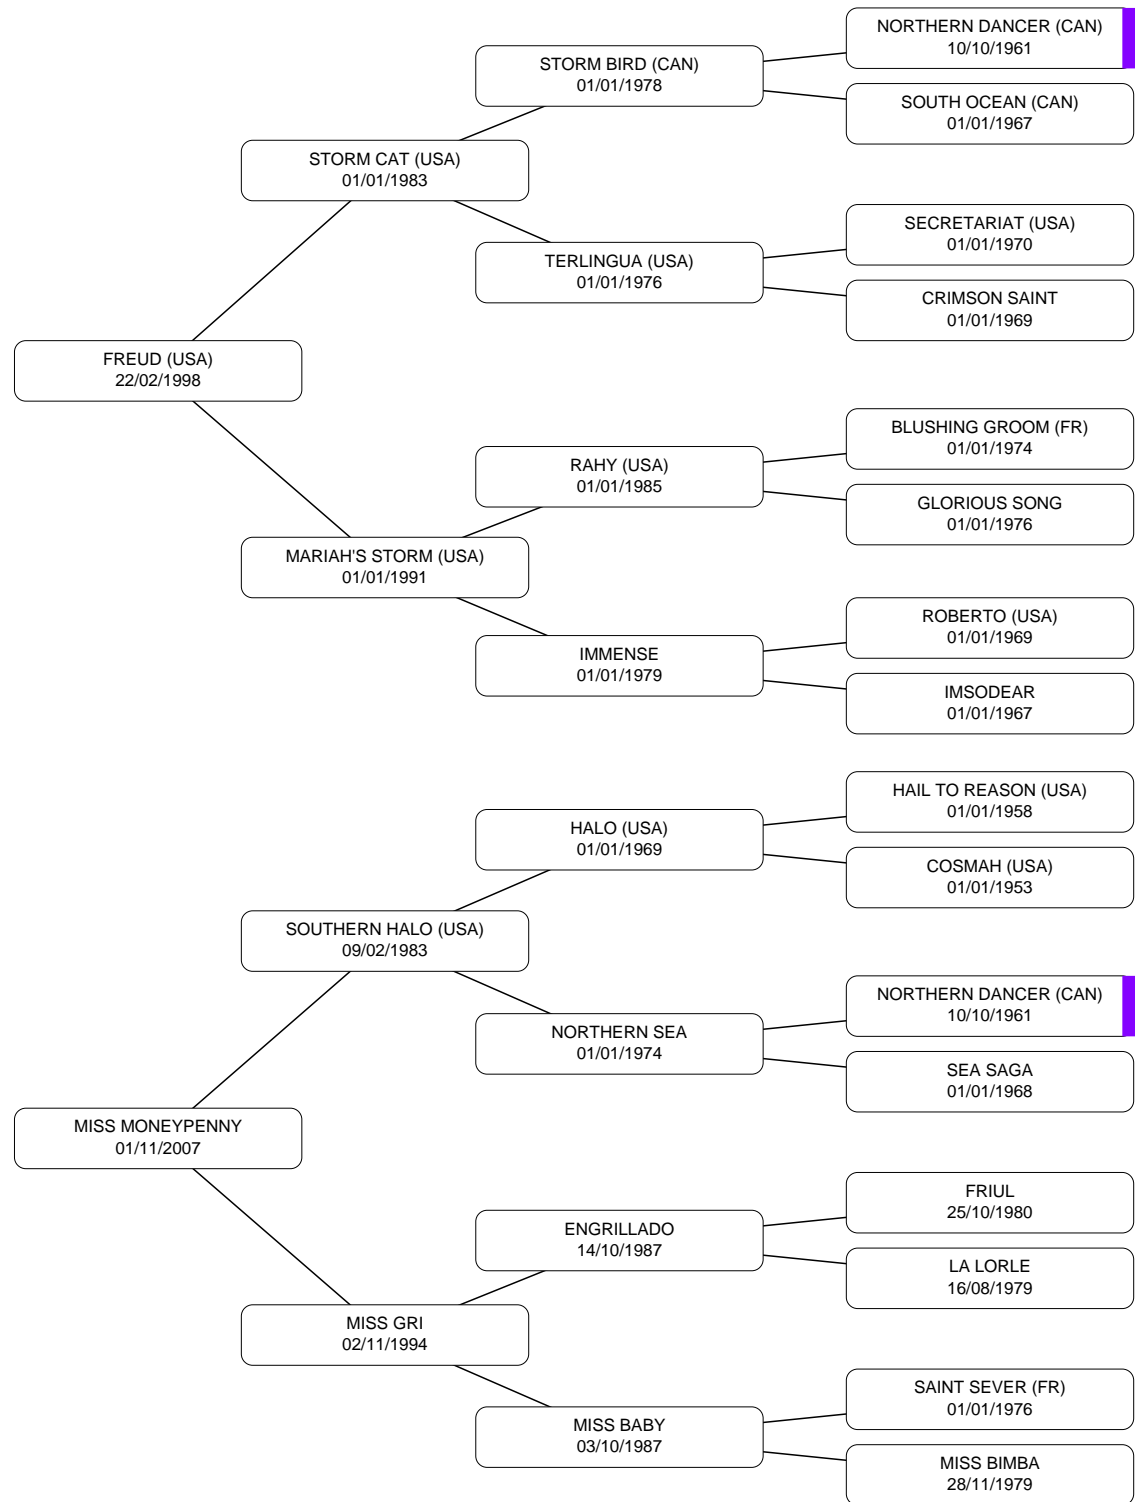 NORTHERN DANCER (CAN)
10/10/1961
STORM BIRD (CAN)
01/01/1978
SOUTH OCEAN (CAN)
01/01/1967
STORM CAT (USA)
01/01/1983
SECRETARIAT (USA)
01/01/1970
TERLINGUA (USA)
01/01/1976
CRIMSON SAINT
01/01/1969
FREUD (USA)
22/02/1998
BLUSHING GROOM (FR)
01/01/1974
RAHY (USA)
01/01/1985
GLORIOUS SONG
01/01/1976
MARIAH'S STORM (USA)
01/01/1991
ROBERTO (USA)
01/01/1969
IMMENSE
01/01/1979
IMSODEAR
01/01/1967
HAIL TO REASON (USA)
01/01/1958
HALO (USA)
01/01/1969
COSMAH (USA)
01/01/1953
SOUTHERN HALO (USA)
09/02/1983
NORTHERN DANCER (CAN)
10/10/1961
NORTHERN SEA
01/01/1974
SEA SAGA
01/01/1968
MISS MONEYPENNY
01/11/2007
FRIUL
25/10/1980
ENGRILLADO
14/10/1987
LA LORLE
16/08/1979
MISS GRI
02/11/1994
SAINT SEVER (FR)
01/01/1976
MISS BABY
03/10/1987
MISS BIMBA
28/11/1979